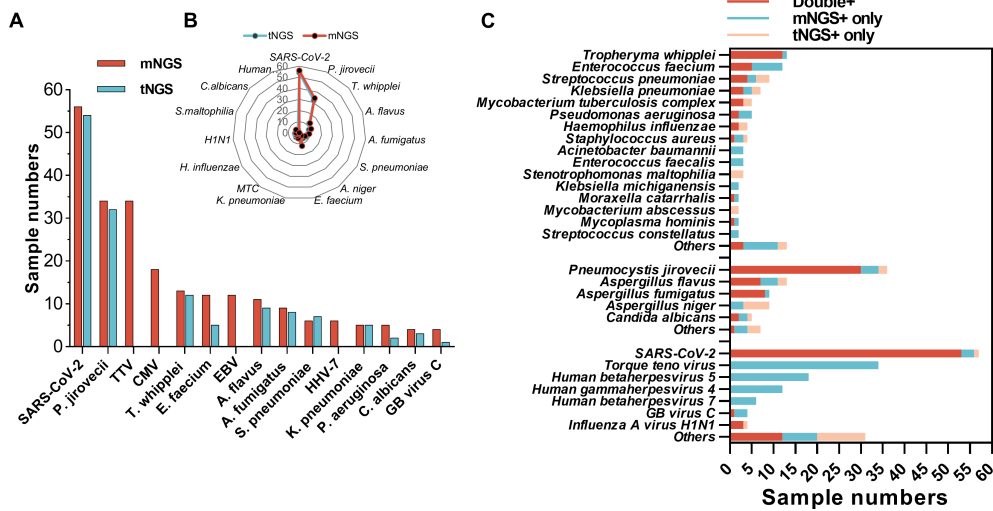 A
mNGS
tNGS
60
50
40
30
20
10
0
Sample numbers
SARS-CoV-2
P. jirovecii
TTV
CMV
T. whipplei
E. faecium
EBV
A. flavus
A. fumigatus
S. pneumoniae
HHV-7
K. pneumoniae
P. aeruginosa
C. albicans
GB virus C
B
tNGS mNGS
SARS-CoV-2
P. jirovecii
T. whipplei
A. flavus
A. fumigatus
S. pneumoniae
A. niger
E. faecium
K. pneumoniae
MTC
H. influenzae
H1N1
S.maltophilia
C.albicans
Human
60
50
40
30
20
10
0
C
Double+
mNGS+ only
tNGS+ only
Tropheryma whipplei
Enterococcus faecium
Streptococcus pneumoniae
Klebsiella pneumoniae
Mycobacterium tuberculosis complex
Pseudomonas aeruginosa
Haemophilus influenzae
Staphylococcus aureus
Acinetobacter baumannii
Enterococcus faecalis
Stenotrophomonas maltophilia
Klebsiella michiganensis
Moraxella catarrhalis
Mycobacterium abscessus
Mycoplasma hominis
Streptococcus constellatus
Others
Pneumocystis jirovecii
Aspergillus flavus
Aspergillus fumigatus
Aspergillus niger
Candida albicans
Others
SARS-CoV-2
Torque teno virus
Human betaherpesvirus 5
Human gammaherpesvirus 4
Human betaherpesvirus 7
GB virus C
Influenza A virus H1N1
Others
0 5 10 15 20 25 30 35 40 45 50 55 60
Sample numbers